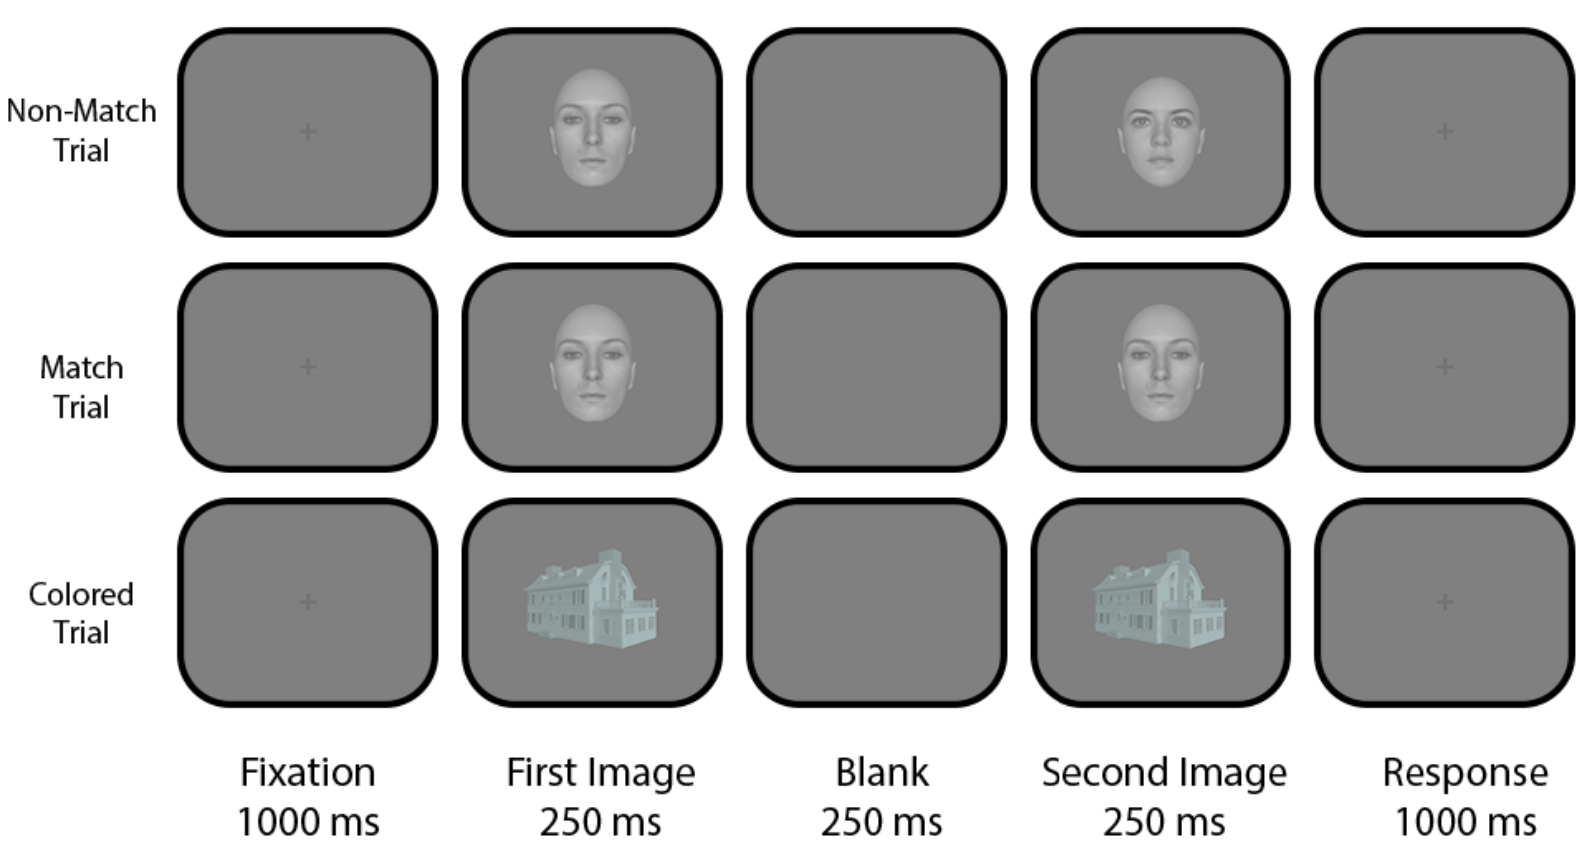 Non-Match
Trial
Match
Trial
Colored
Trial
Fixation
1000 ms
First Image
250 ms
Blank
250 ms
Second Image
250 ms
Response
1000 ms